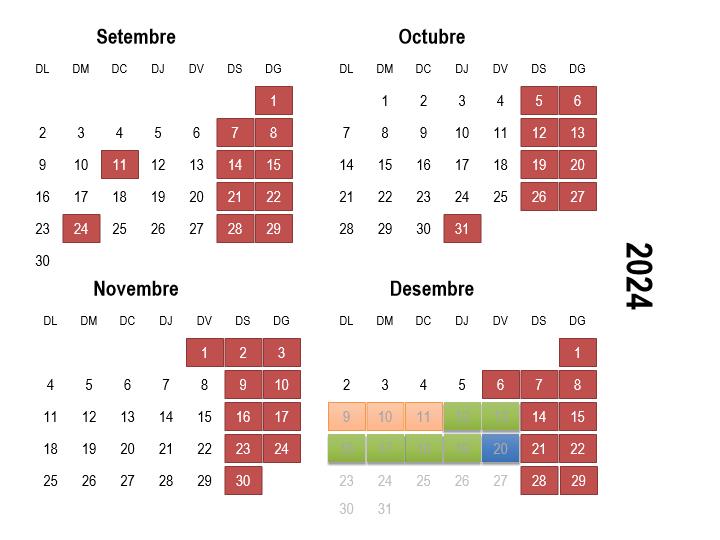 Setembre
DL DM DC DJ DV DS DG
1
2 3 4 5 6 7 8
9 10 11 12 13 14 15
16 17 18 19 20 21 22
23 24 25 26 27 28 29
30
Octubre
DL DM DC DJ DV DS DG
1 2 3 4 5 6
7 8 9 10 11 12 13
14 15 16 17 18 19 20
21 22 23 24 25 26 27
28 29 30 31
Novembre
DL DM DC DJ DV DS DG
1 2 3
4 5 6 7 8 9 10
11 12 13 14 15 16 17
18 19 20 21 22 23 24
25 26 27 28 29 30
Desembre
DL DM DC DJ DV DS DG
1
2 3 4 5 6 7 8
9 10 11 12 13 14 15
16 17 18 19 20 21 22
23 24 25 26 27 28 29
30 31
2024